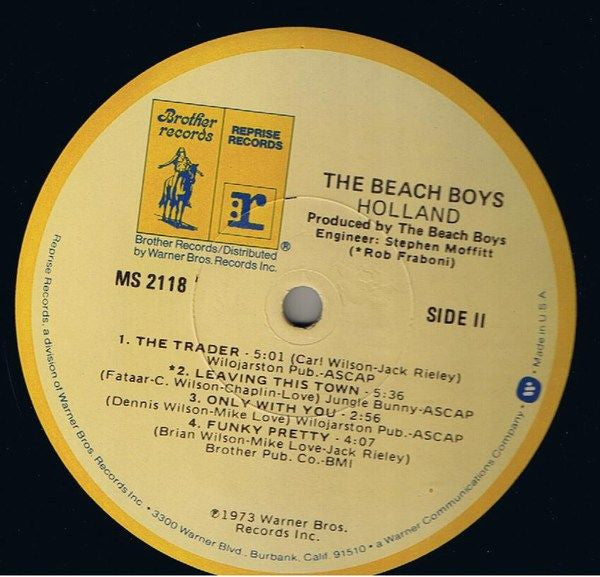 Brother
records
REPRISE
RECORDS
r
Brother Records/Distributed ®
by Warner Bros. Records Inc.
THE BEACH BOYS
HOLLAND
Produced by The Beach Boys
Engineer: Stephen Moffitt
(*Rob Fraboni)
MS 2118
SIDE II
1. THE TRADER - 5:01 (Carl Wilson-Jack Rieley)
Wilojarston Pub.-ASCAP
*2. LEAVING THIS TOWN - 5:36
(Fataar-C. Wilson-Chaplin-Love) Jungle Bunny-ASCAP
3. ONLY WITH YOU - 2:56
(Dennis Wilson-Mike Love) Wilojarston Pub.-ASCAP
4. FUNKY PRETTY - 4:07
(Brian Wilson-Mike Love-Jack Rieley)
Brother Pub. Co.-BMI
℗1973 Warner Bros.
Records Inc.
Reprise Records, a division of Warner Bros. Records Inc. • 3300 Warner Blvd., Burbank, Calif. 91510 • a Warner Communications Company • W • Made in U.S.A.